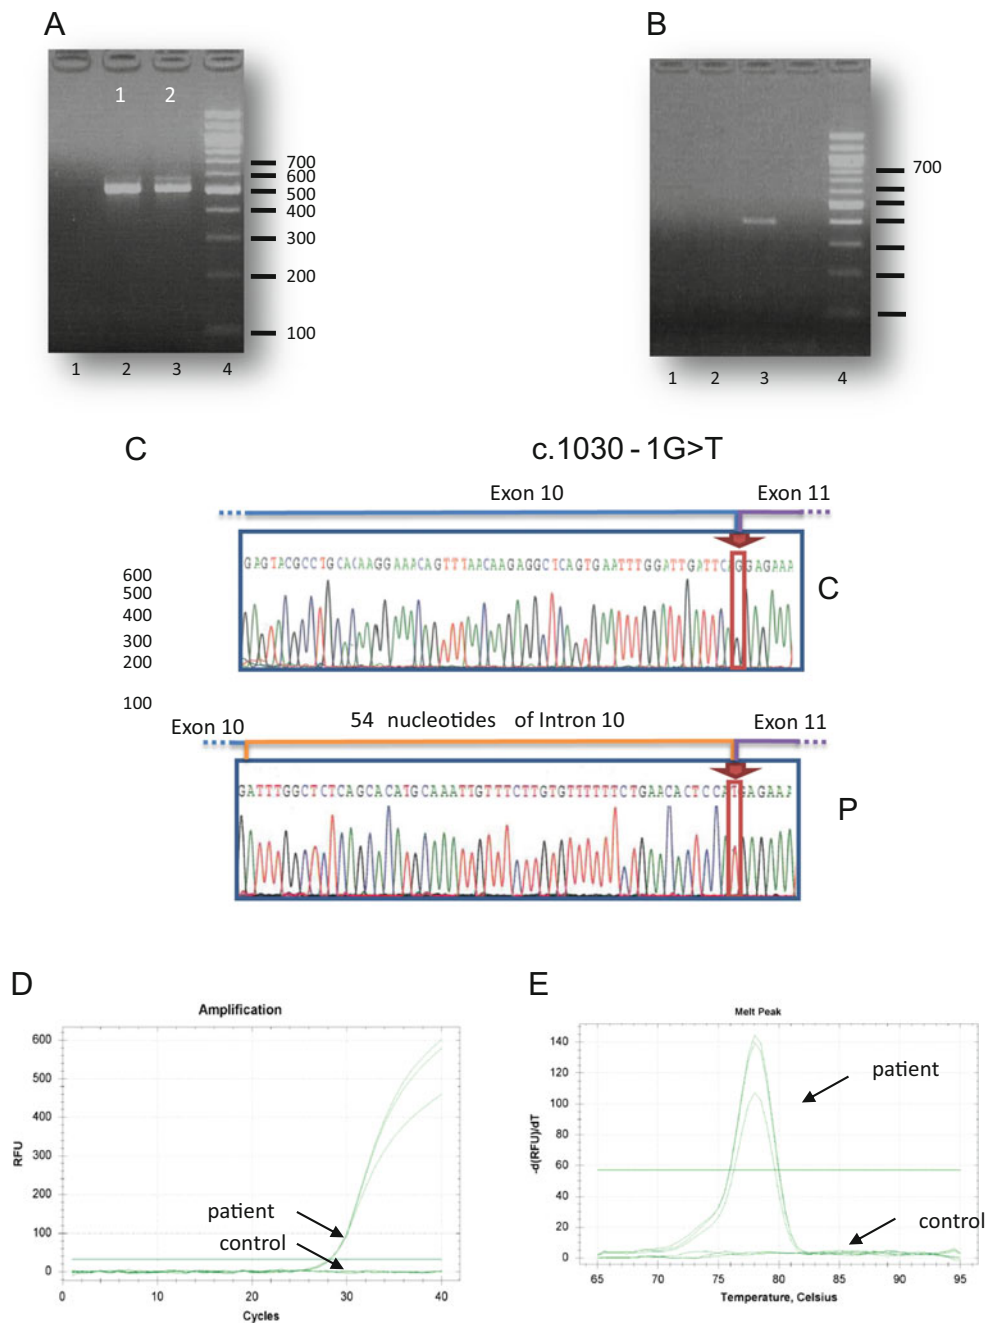 A
1 2
700
600
500
400
300
200
100
1 2 3 4
B
700
1 2 3 4
C
c.1030 - 1G>T
Exon 10 Exon 11
GAGTACGCCTGCACAAGGAAACAGTTTAACAAGAGGCTCAGTGAATTTGGATTGATTCAGGAGAAA
C
600
500
400
300
200
100
Exon 10 54 nucleotides of Intron 10 Exon 11
GATTTGGCTCTCAGCACATGCAAATTGTTTCTTGTGTTTTTTCTGAACACTCCATGAGAAA
P
D
Amplification
RFU
600
500
400
300
200
100
0
patient
control
0 10 20 30 40
Cycles
E
Melt Peak
-d(RFU)/dT
140
120
100
80
60
40
20
0
patient
control
65 70 75 80 85 90 95
Temperature, Celsius